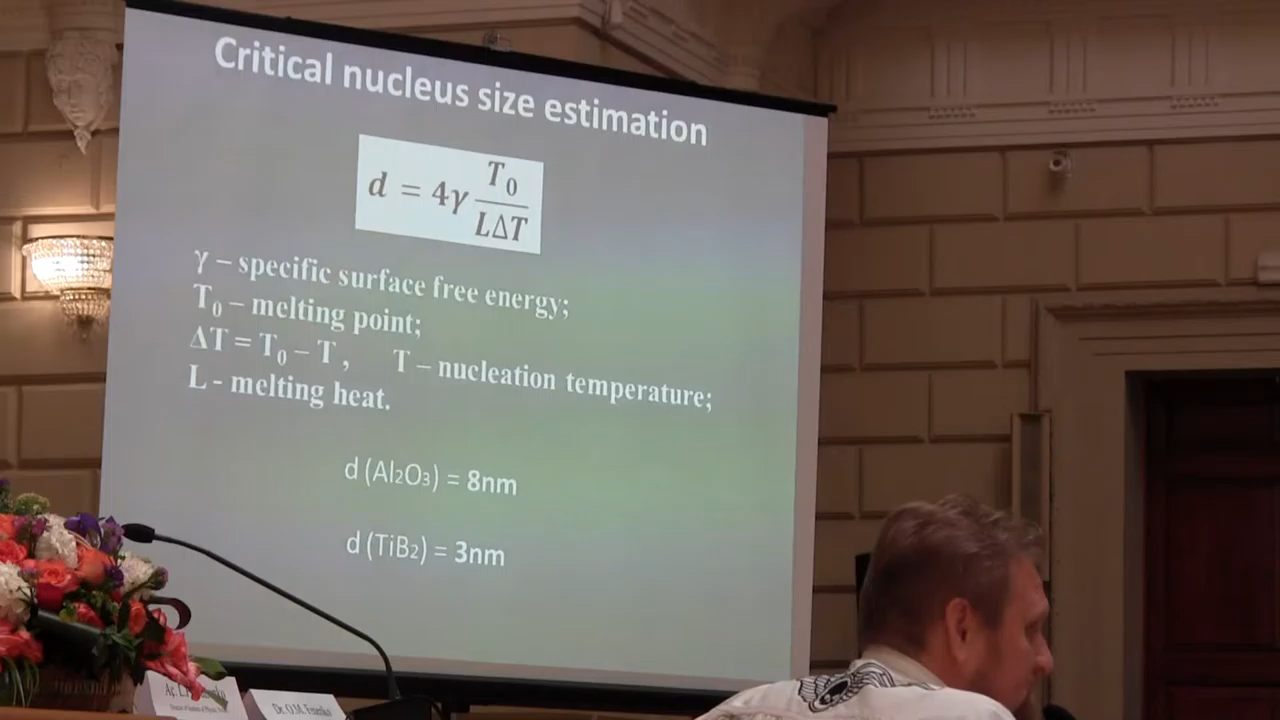 Critical nucleus size estimation
d = 4γ T₀ / LΔT
γ – specific surface free energy;
T₀ – melting point;
ΔT = T₀ – T ,    T – nucleation temperature;
L - melting heat.
d (Al₂O₃) = 8nm
d (TiB₂) = 3nm
Dr. O.M.